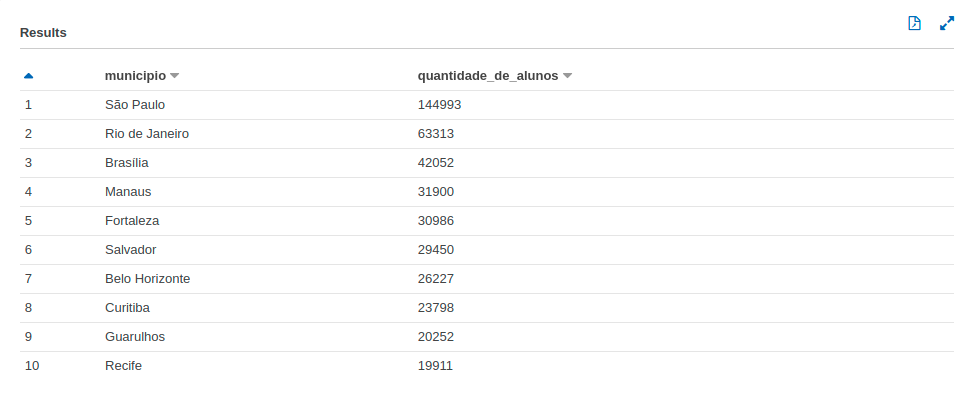 Results
municipio quantidade_de_alunos
1 São Paulo 144993
2 Rio de Janeiro 63313
3 Brasília 42052
4 Manaus 31900
5 Fortaleza 30986
6 Salvador 29450
7 Belo Horizonte 26227
8 Curitiba 23798
9 Guarulhos 20252
10 Recife 19911